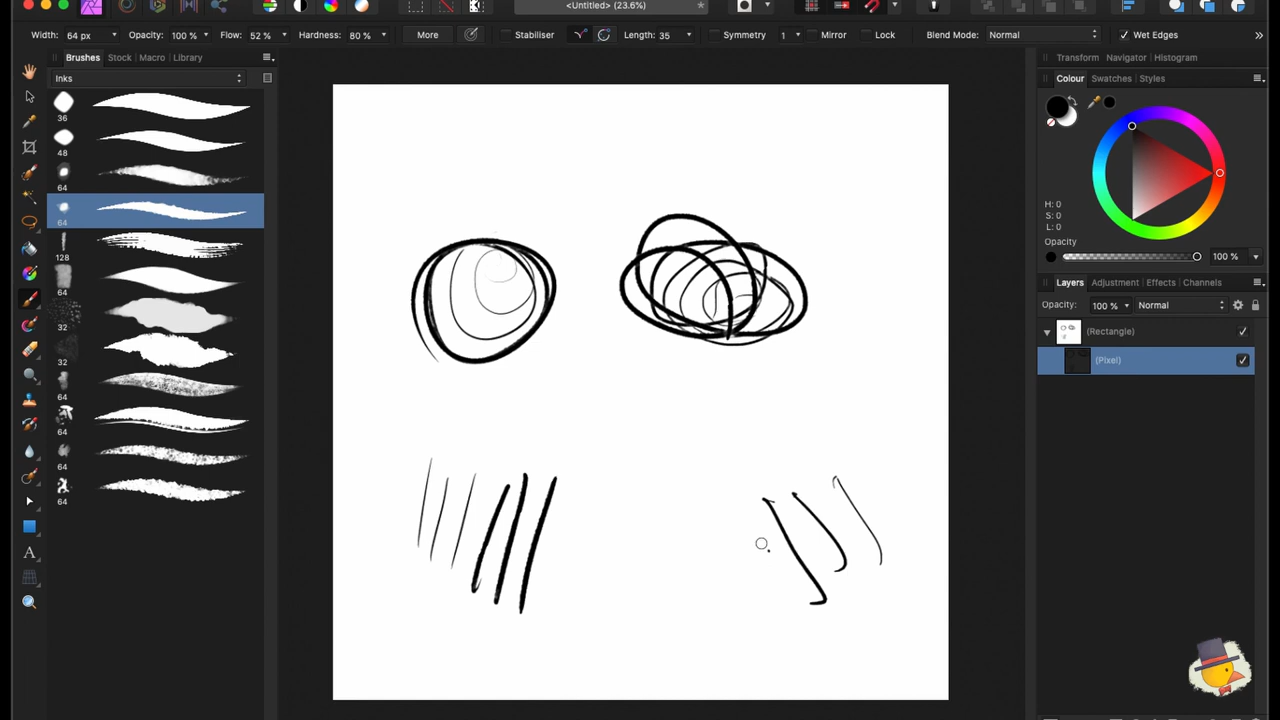 <Untitled> (23.6%)
*
Width: 64 px Opacity: 100 % Flow: 52 % Hardness: 80 % More Stabiliser Length: 35 Symmetry 1 Mirror Lock Blend Mode: Normal Wet Edges »
Brushes Stock Macro Library
Inks
36
48
64
64
128
64
32
32
64
64
64
64
A
Transform Navigator Histogram
Colour Swatches Styles
H: 0
S: 0
L: 0
Opacity
100 %
Layers Adjustment Effects Channels
Opacity: 100 % Normal
(Rectangle)
(Pixel)